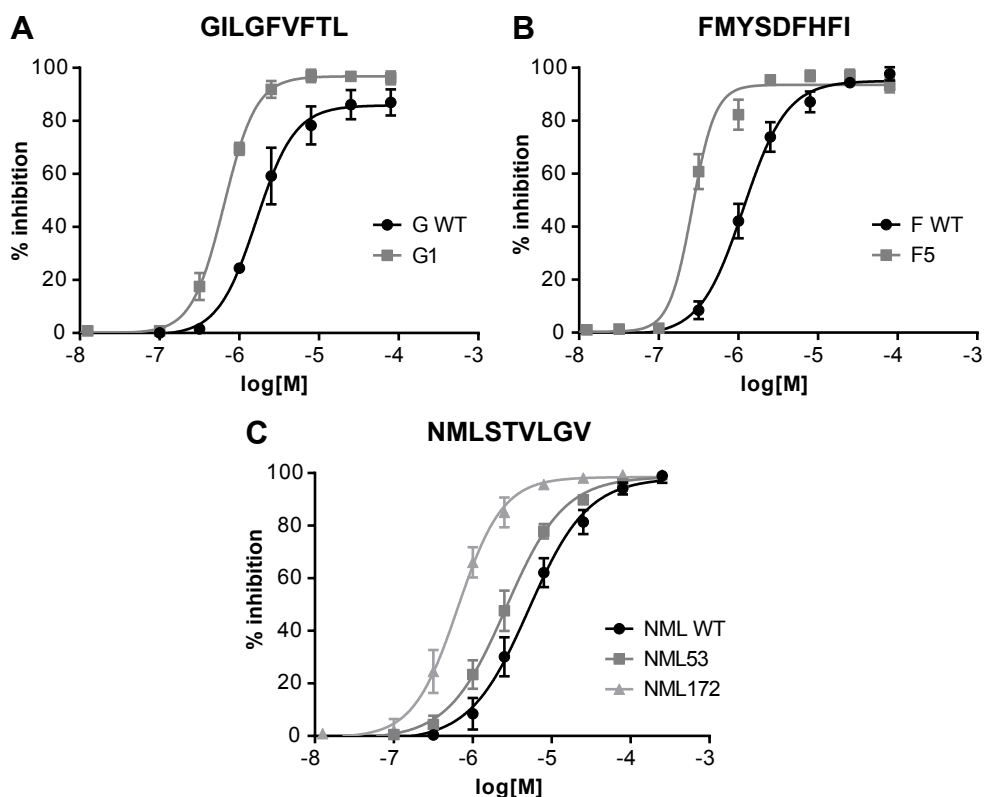 A
GILGFVFTL
% inhibition
100
80
60
40
20
0
-8
-7
-6
-5
-4
-3
log[M]
G WT
G1
B
FMYSDFHFI
% inhibition
100
80
60
40
20
0
-8
-7
-6
-5
-4
-3
log[M]
F WT
F5
C
NMLSTVLGV
% inhibition
100
80
60
40
20
0
-8
-7
-6
-5
-4
-3
log[M]
NML WT
NML53
NML172